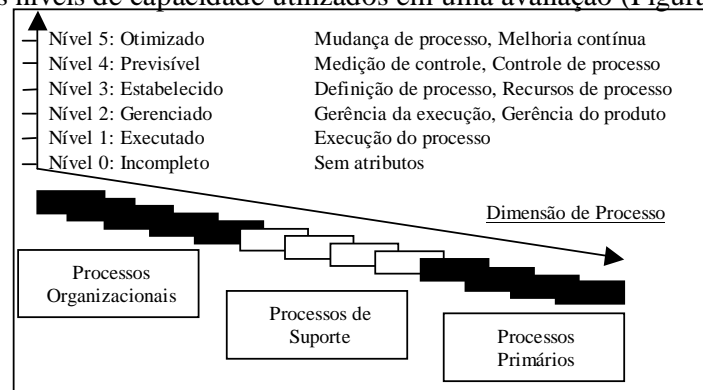 s níveis de capacidade utilizados em uma avaliação (Figura
Nível 5: Otimizado Mudança de processo, Melhoria contínua
Nível 4: Previsível Medição de controle, Controle de processo
Nível 3: Estabelecido Definição de processo, Recursos de processo
Nível 2: Gerenciado Gerência da execução, Gerência do produto
Nível 1: Executado Execução do processo
Nível 0: Incompleto Sem atributos
Dimensão de Processo
Processos
Organizacionais
Processos de
Suporte
Processos
Primários